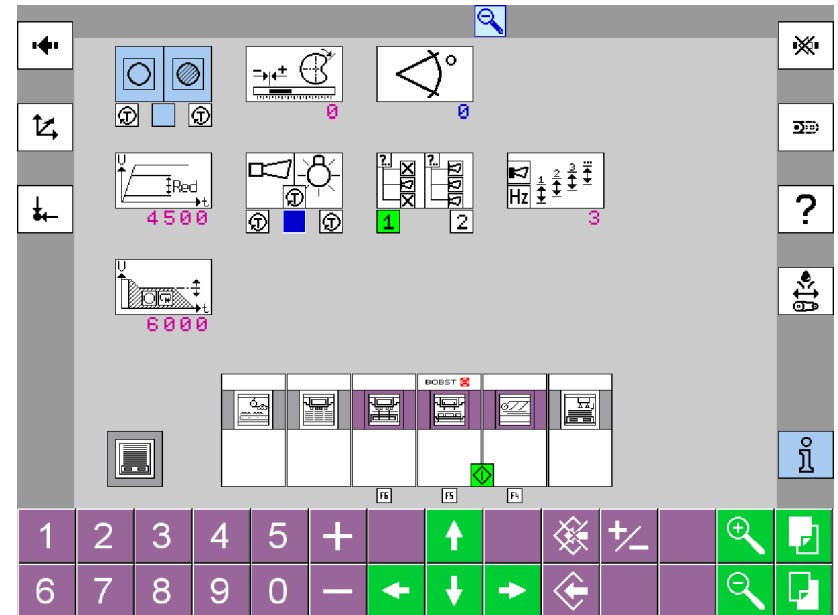 0
0
U
Red
t
4500
Hz
1 2 3
3
?..
?..
1
2
U
t
6000
BOBST
F6
F5
F4
?
i
1 2 3 4 5 + +/−
6 7 8 9 0 −